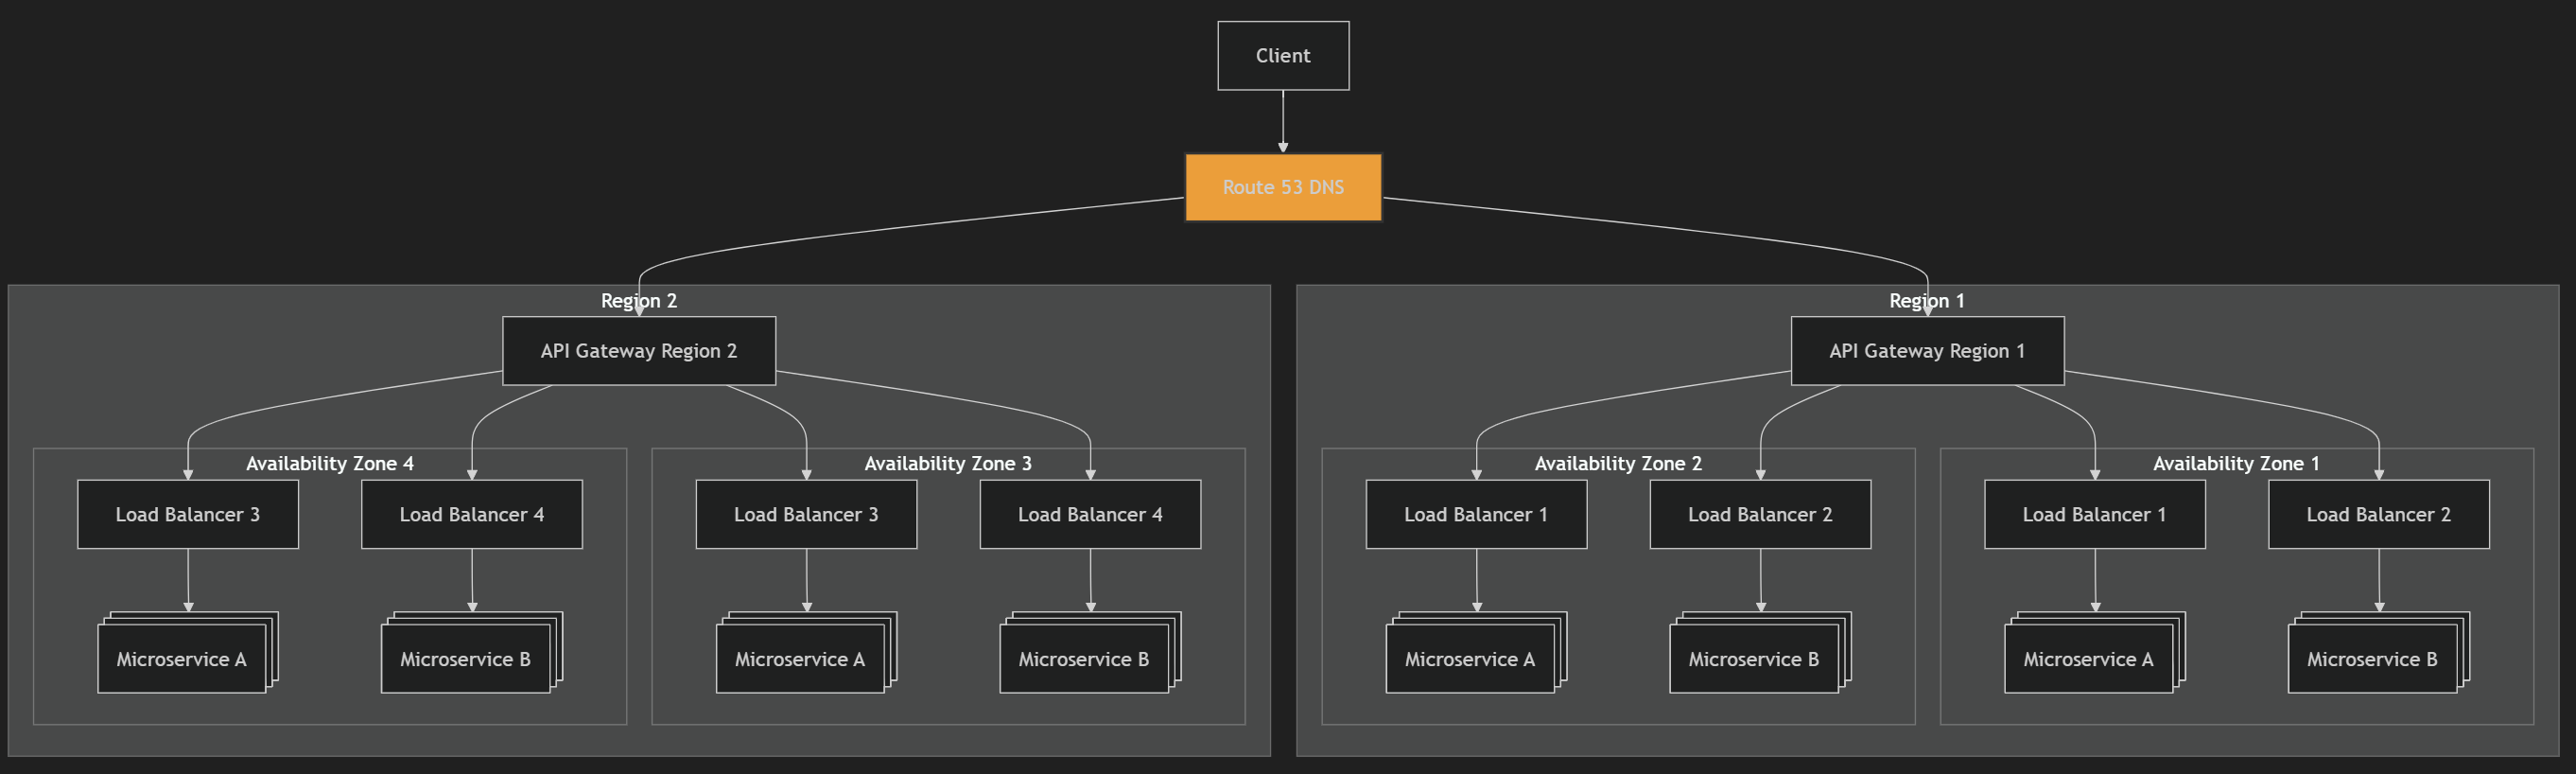 Client
Route 53 DNS
Region 2
Region 1
API Gateway Region 2
API Gateway Region 1
Availability Zone 4
Availability Zone 3
Availability Zone 2
Availability Zone 1
Load Balancer 3
Load Balancer 4
Load Balancer 3
Load Balancer 4
Load Balancer 1
Load Balancer 2
Load Balancer 1
Load Balancer 2
Microservice A
Microservice B
Microservice A
Microservice B
Microservice A
Microservice B
Microservice A
Microservice B